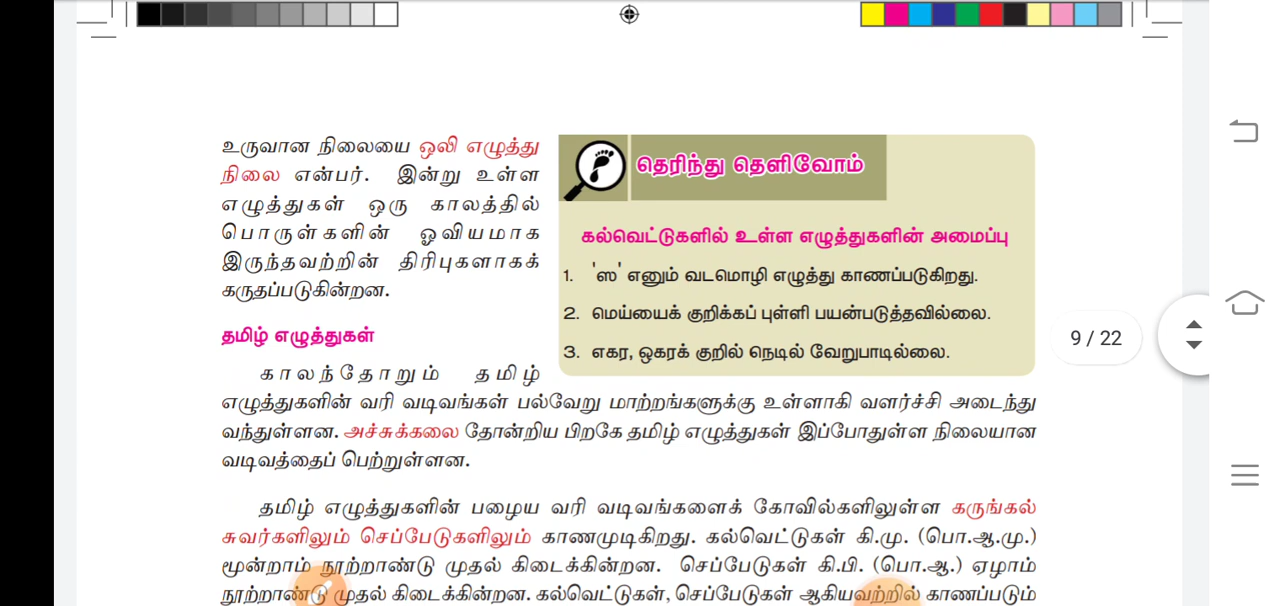 உருவான நிலையை ஒலி எழுத்து
நிலை என்பர். இன்று உள்ள
எழுத்துகள் ஒரு காலத்தில்
பொருள்களின் ஓவியமாக
இருந்தவற்றின் திரிபுகளாகக்
கருதப்படுகின்றன.
தெரிந்து தெளிவோம்
கல்வெட்டுகளில் உள்ள எழுத்துகளின் அமைப்பு
1. 'ஸ' எனும் வடமொழி எழுத்து காணப்படுகிறது.
2. மெய்யைக் குறிக்கப் புள்ளி பயன்படுத்தவில்லை.
3. எகர, ஒகரக் குறில் நெடில் வேறுபாடில்லை.
தமிழ் எழுத்துகள்
காலந்தோறும் தமிழ்
எழுத்துகளின் வரி வடிவங்கள் பல்வேறு மாற்றங்களுக்கு உள்ளாகி வளர்ச்சி அடைந்து
வந்துள்ளன. அச்சுக்கலை தோன்றிய பிறகே தமிழ் எழுத்துகள் இப்போதுள்ள நிலையான
வடிவத்தைப் பெற்றுள்ளன.
தமிழ் எழுத்துகளின் பழைய வரி வடிவங்களைக் கோவில்களிலுள்ள கருங்கல்
சுவர்களிலும் செப்பேடுகளிலும் காணமுடிகிறது. கல்வெட்டுகள் கி.மு. (பொ.ஆ.மு.)
மூன்றாம் நூற்றாண்டு முதல் கிடைக்கின்றன. செப்பேடுகள் கி.பி. (பொ.ஆ.) ஏழாம்
நூற்றாண்டு முதல் கிடைக்கின்றன. கல்வெட்டுகள், செப்பேடுகள் ஆகியவற்றில் காணப்படும்
9 / 22